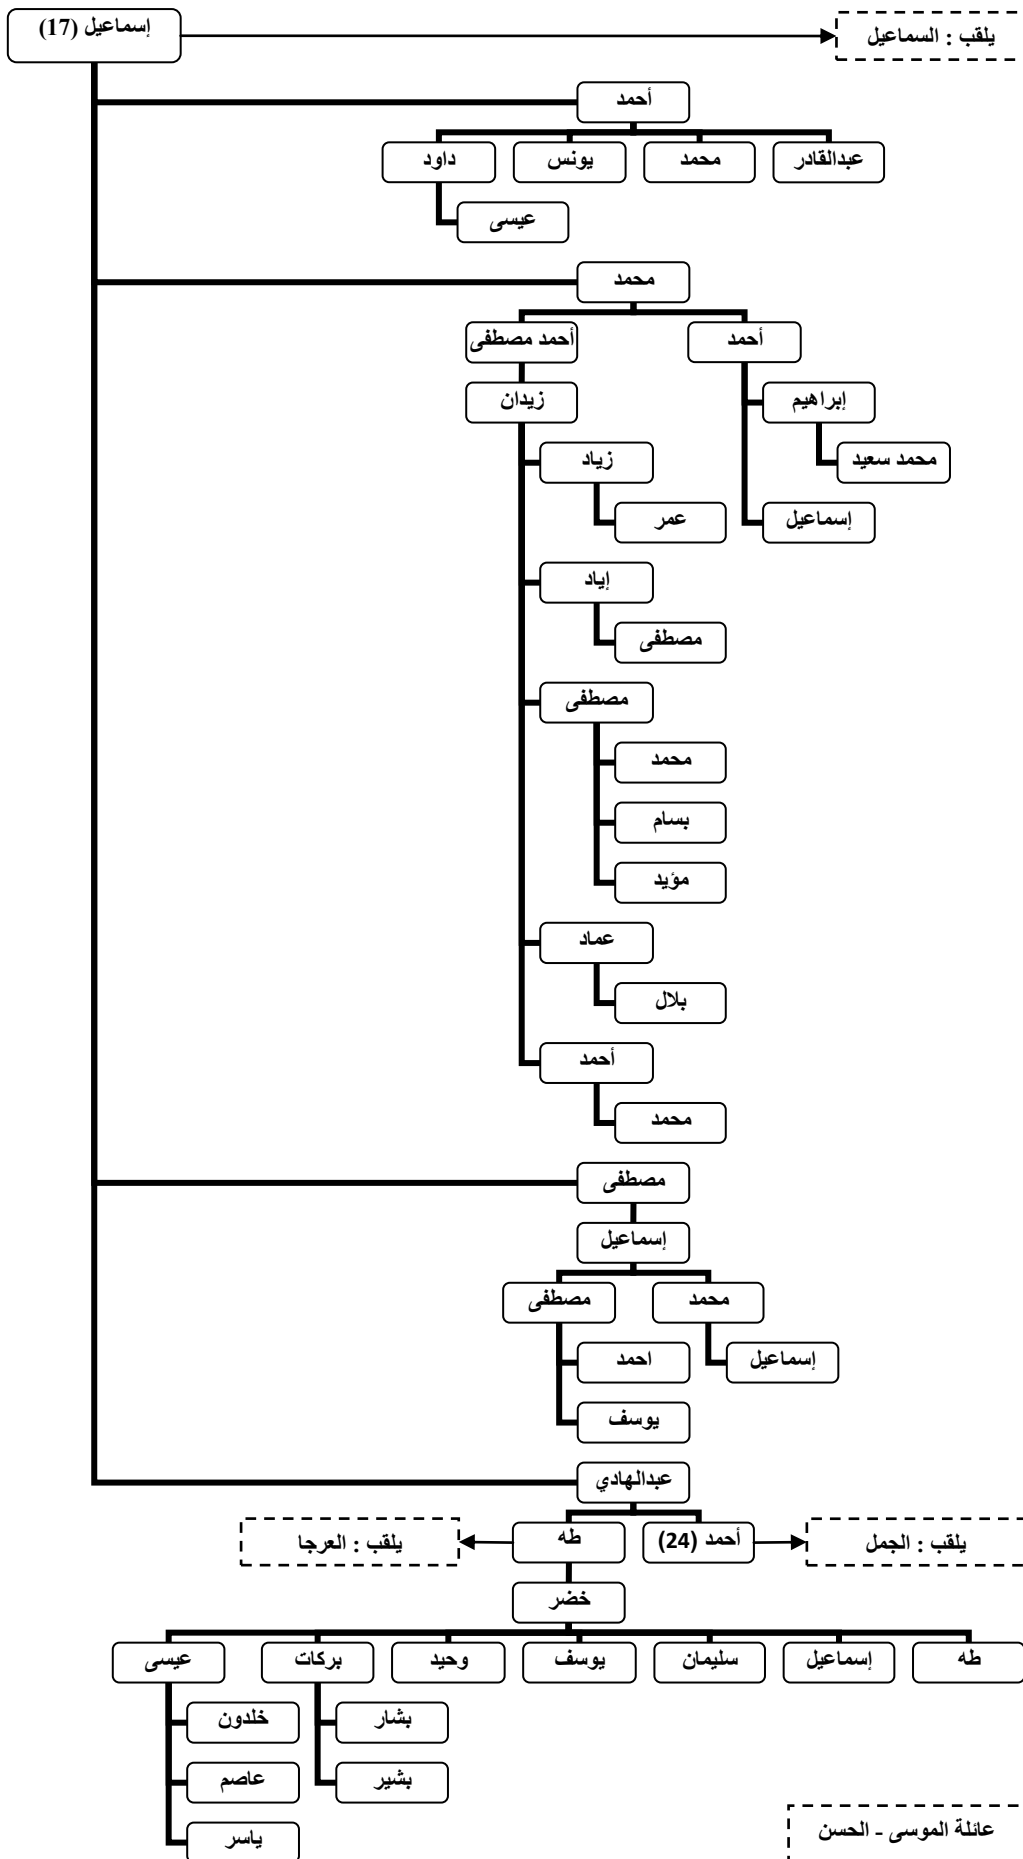 إسماعيل (17)
يلقب : السماعيل
أحمد
عبدالقادر
محمد
يونس
داود
عيسى
محمد
أحمد
أحمد مصطفى
إبراهيم
زيدان
محمد سعيد
زياد
إسماعيل
عمر
إياد
مصطفى
مصطفى
محمد
بسام
مؤيد
عماد
بلال
أحمد
محمد
مصطفى
إسماعيل
محمد
مصطفى
إسماعيل
احمد
يوسف
عبدالهادي
يلقب : الجمل
أحمد (24)
طه
يلقب : العرجا
خضر
طه
إسماعيل
سليمان
يوسف
وحيد
بركات
عيسى
بشار
خلدون
بشير
عاصم
ياسر
عائلة الموسى - الحسن